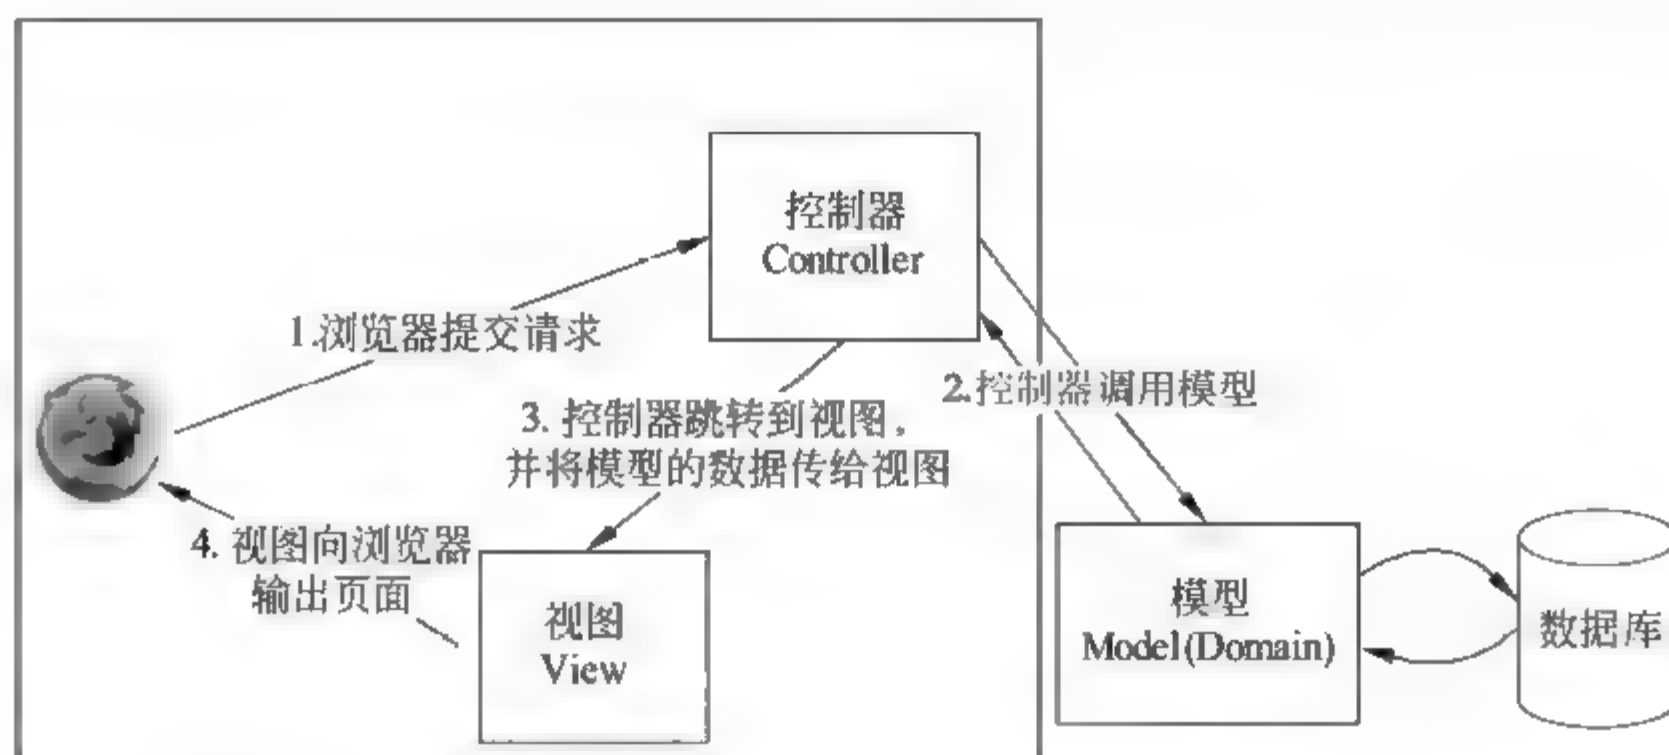 控制器
Controller
1.浏览器提交请求
2.控制器调用模型
3. 控制器跳转到视图，
并将模型的数据传给视图
4. 视图向浏览器
输出页面
视图
View
模型
Model(Domain)
数据库